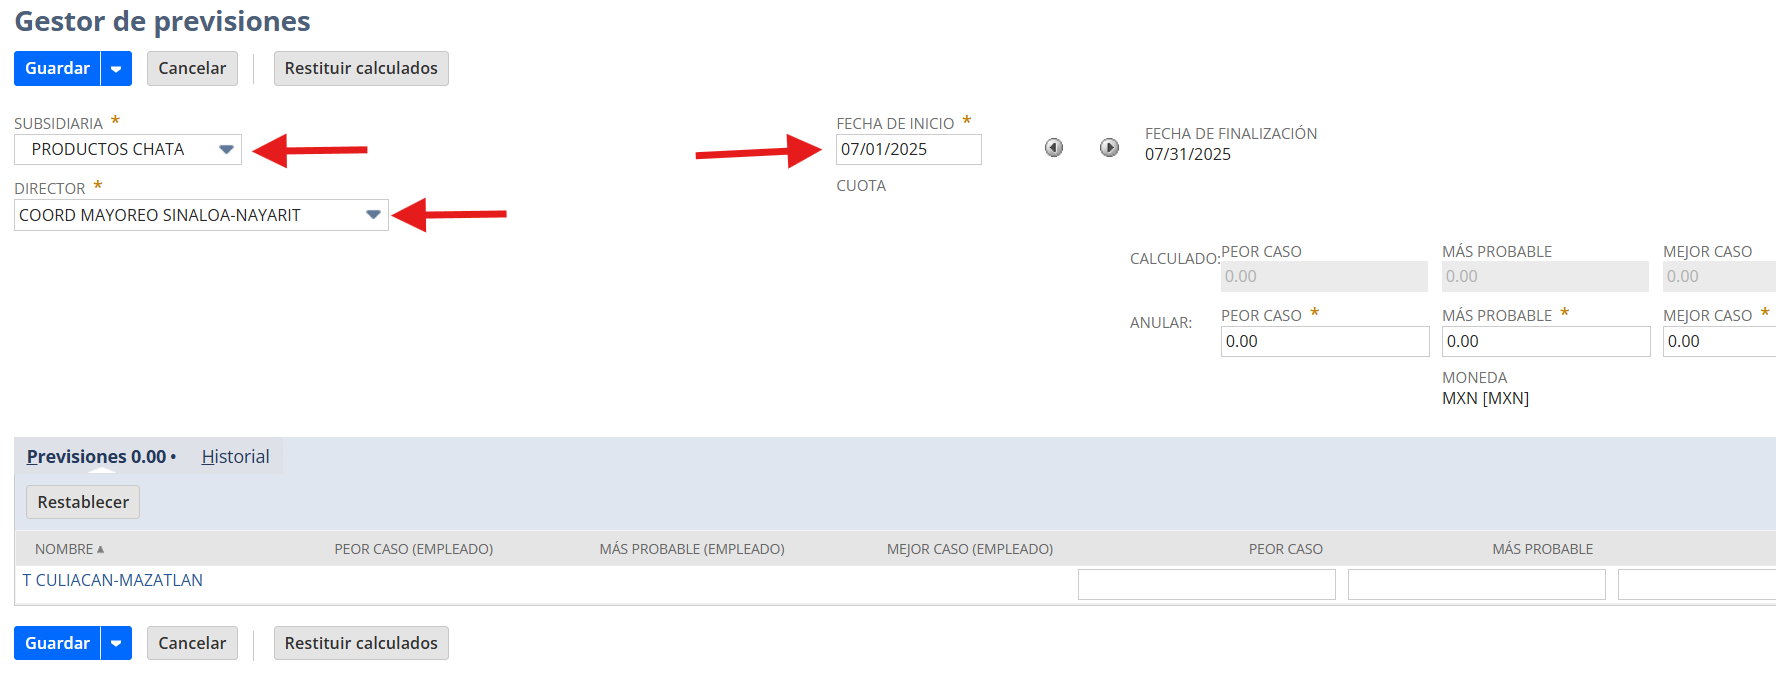 Gestor de previsiones
Guardar Cancelar Restituir calculados
SUBSIDIARIA *
PRODUCTOS CHATA
DIRECTOR *
COORD MAYOREO SINALOA-NAYARIT
FECHA DE INICIO *
07/01/2025
CUOTA
FECHA DE FINALIZACIÓN
07/31/2025
CALCULADO: PEOR CASO MÁS PROBABLE MEJOR CASO
0.00 0.00 0.00
ANULAR: PEOR CASO * MÁS PROBABLE * MEJOR CASO *
0.00 0.00 0.00
MONEDA
MXN [MXN]
Previsiones 0.00 • Historial
Restablecer
NOMBRE PEOR CASO (EMPLEADO) MÁS PROBABLE (EMPLEADO) MEJOR CASO (EMPLEADO) PEOR CASO MÁS PROBABLE
T CULIACAN-MAZATLAN
Guardar Cancelar Restituir calculados